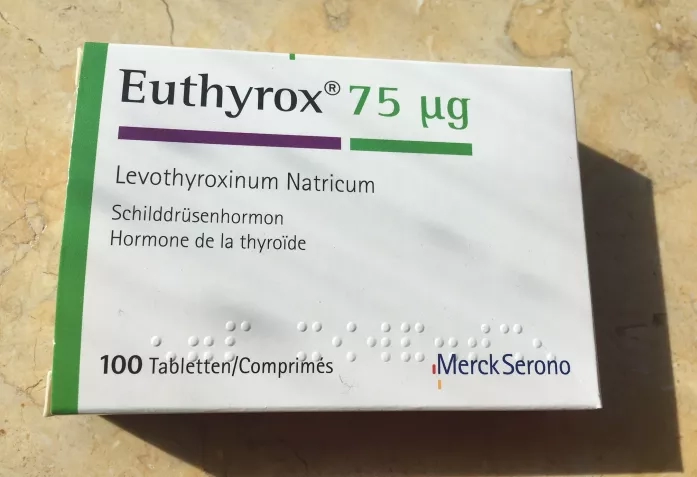 Euthyrox® 75 µg
Levothyroxinum Natricum
Schilddrüsenhormon
Hormone de la thyroïde
100 Tabletten/Comprimés
MerckSerono